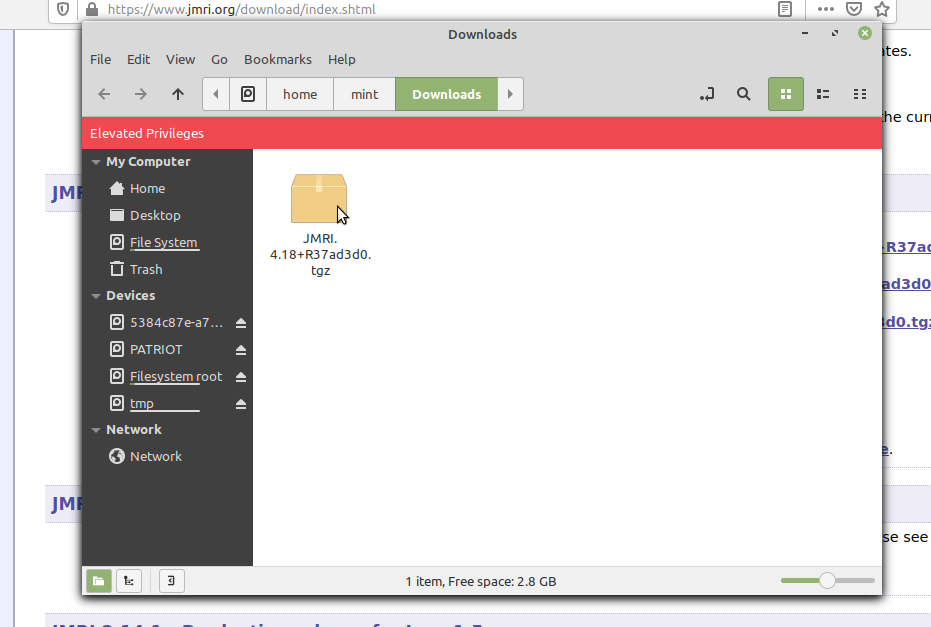 https://www.jmri.org/download/index.shtml
Downloads
ates.
File Edit View Go Bookmarks Help
home mint Downloads
the curr
Elevated Privileges
My Computer
Home
Desktop
File System
Trash
Devices
5384c87e-a7...
PATRIOT
Filesystem root
tmp
Network
Network
JMRI.
4.18+R37ad3d0.
tgz
JMR
-R37ad
ad3d0
3d0.tgz
e.
JMR
se see
1 item, Free space: 2.8 GB